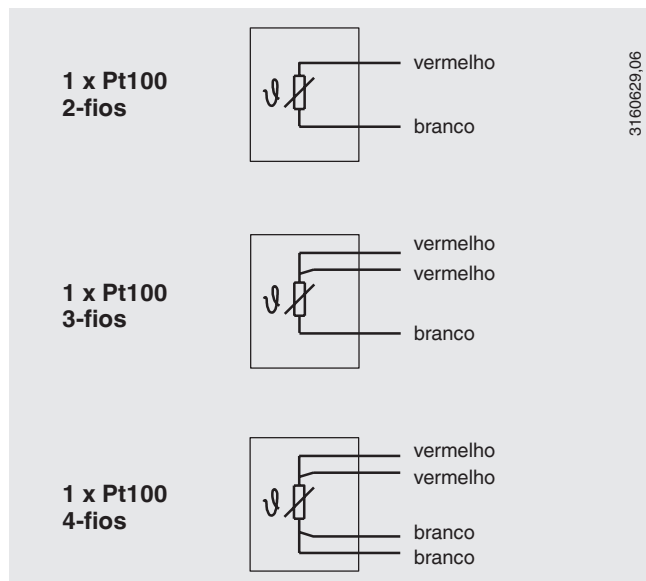 1 x Pt100
2-fios
vermelho
branco
3160629,06
1 x Pt100
3-fios
vermelho
vermelho
branco
1 x Pt100
4-fios
vermelho
vermelho
branco
branco